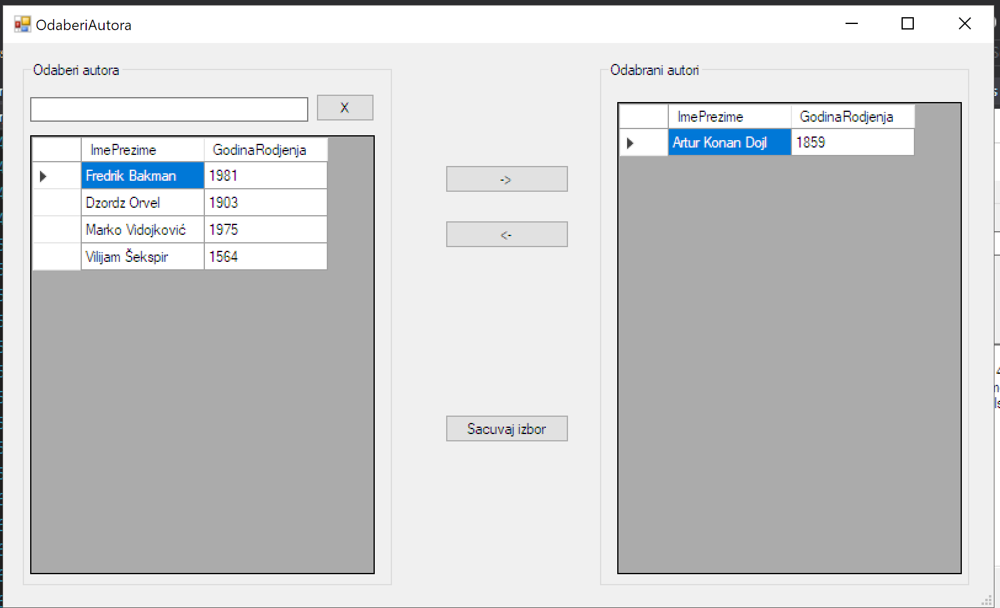 OdaberiAutora
Odaberi autora
X
ImePrezime GodinaRodjenja
Fredrik Bakman 1981
Dzordz Orvel 1903
Marko Vidojković 1975
Vilijam Šekspir 1564
->
<-
Sacuvaj izbor
Odabrani autori
ImePrezime GodinaRodjenja
Artur Konan Dojl 1859